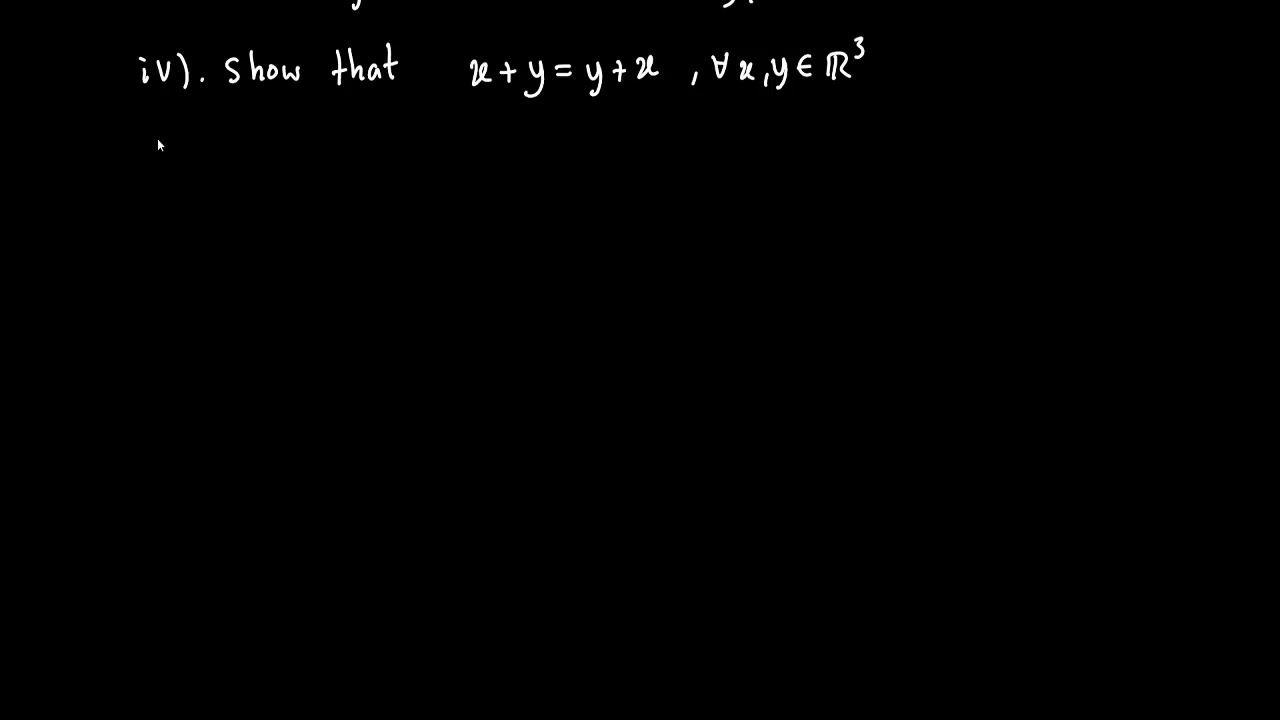 iv). show that x + y = y + x , ∀ x, y ∈ ℝ³